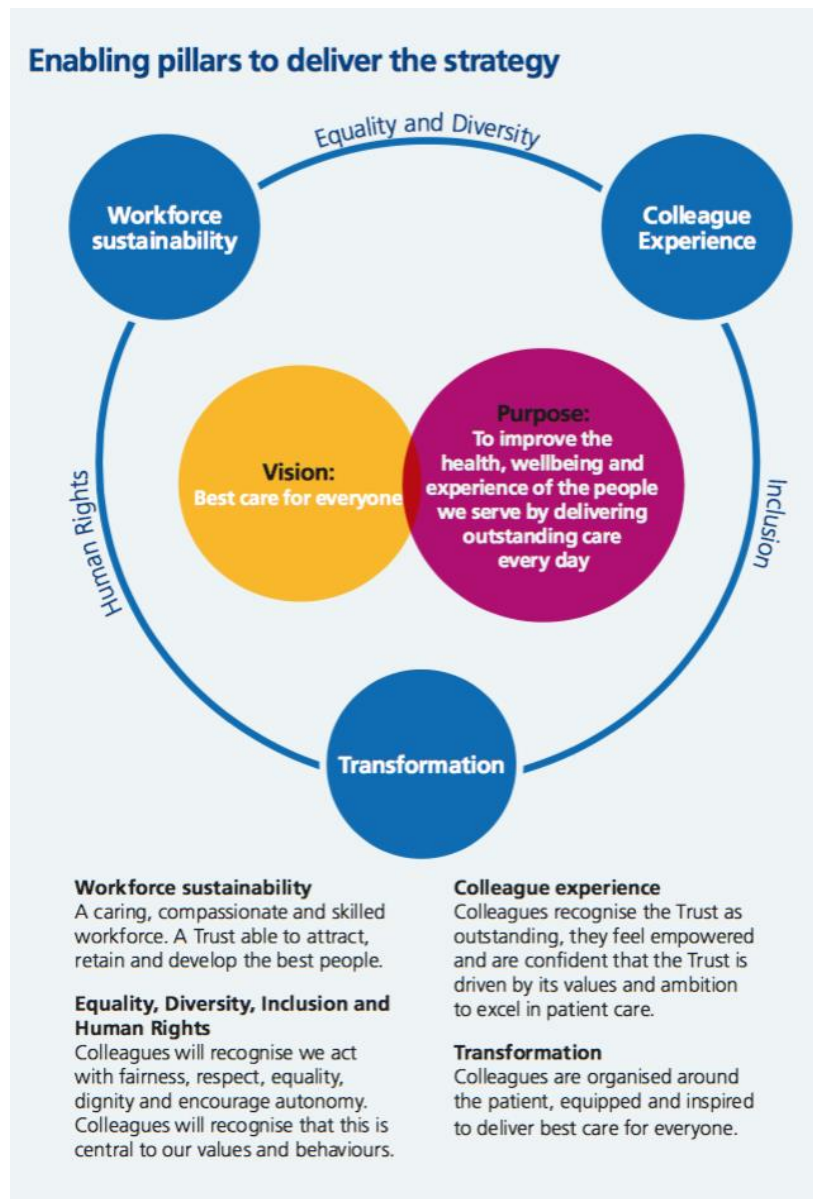 Enabling pillars to deliver the strategy
Equality and Diversity
Workforce
sustainability
Colleague
Experience
Human Rights
Vision:
Best care for everyone
Purpose:
To improve the
health, wellbeing and
experience of the people
we serve by delivering
outstanding care
every day
Inclusion
Transformation
Workforce sustainability
A caring, compassionate and skilled
workforce. A Trust able to attract,
retain and develop the best people.
Equality, Diversity, Inclusion and
Human Rights
Colleagues will recognise we act
with fairness, respect, equality,
dignity and encourage autonomy.
Colleagues will recognise that this is
central to our values and behaviours.
Colleague experience
Colleagues recognise the Trust as
outstanding, they feel empowered
and are confident that the Trust is
driven by its values and ambition
to excel in patient care.
Transformation
Colleagues are organised around
the patient, equipped and inspired
to deliver best care for everyone.